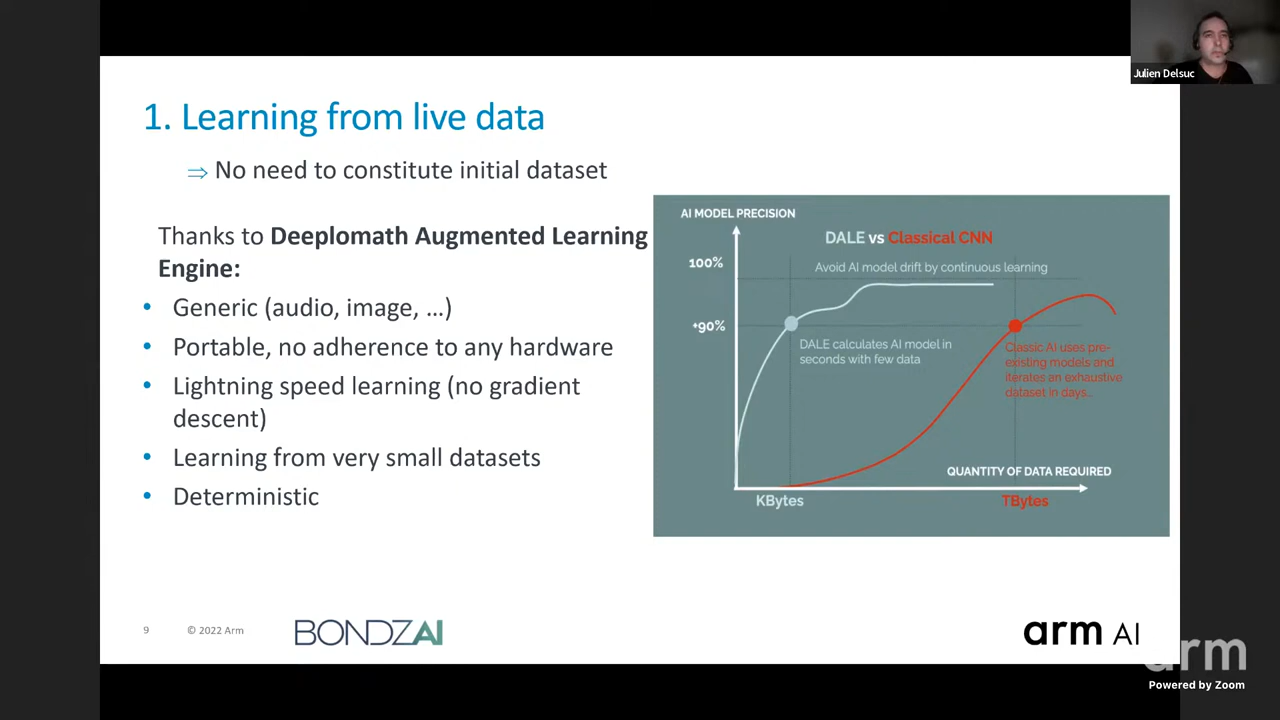 Julien Delsuc
1. Learning from live data
⇒ No need to constitute initial dataset
Thanks to Deeplomath Augmented Learning
Engine:
• Generic (audio, image, …)
• Portable, no adherence to any hardware
• Lightning speed learning (no gradient
descent)
• Learning from very small datasets
• Deterministic
AI MODEL PRECISION
DALE vs Classical CNN
100%
Avoid AI model drift by continuous learning
+90%
DALE calculates AI model in
seconds with few data
Classic AI uses pre-
existing models and
iterates an exhaustive
dataset in days...
QUANTITY OF DATA REQUIRED
KBytes
TBytes
9
© 2022 Arm
BONDZAI
arm AI
arm
Powered by Zoom